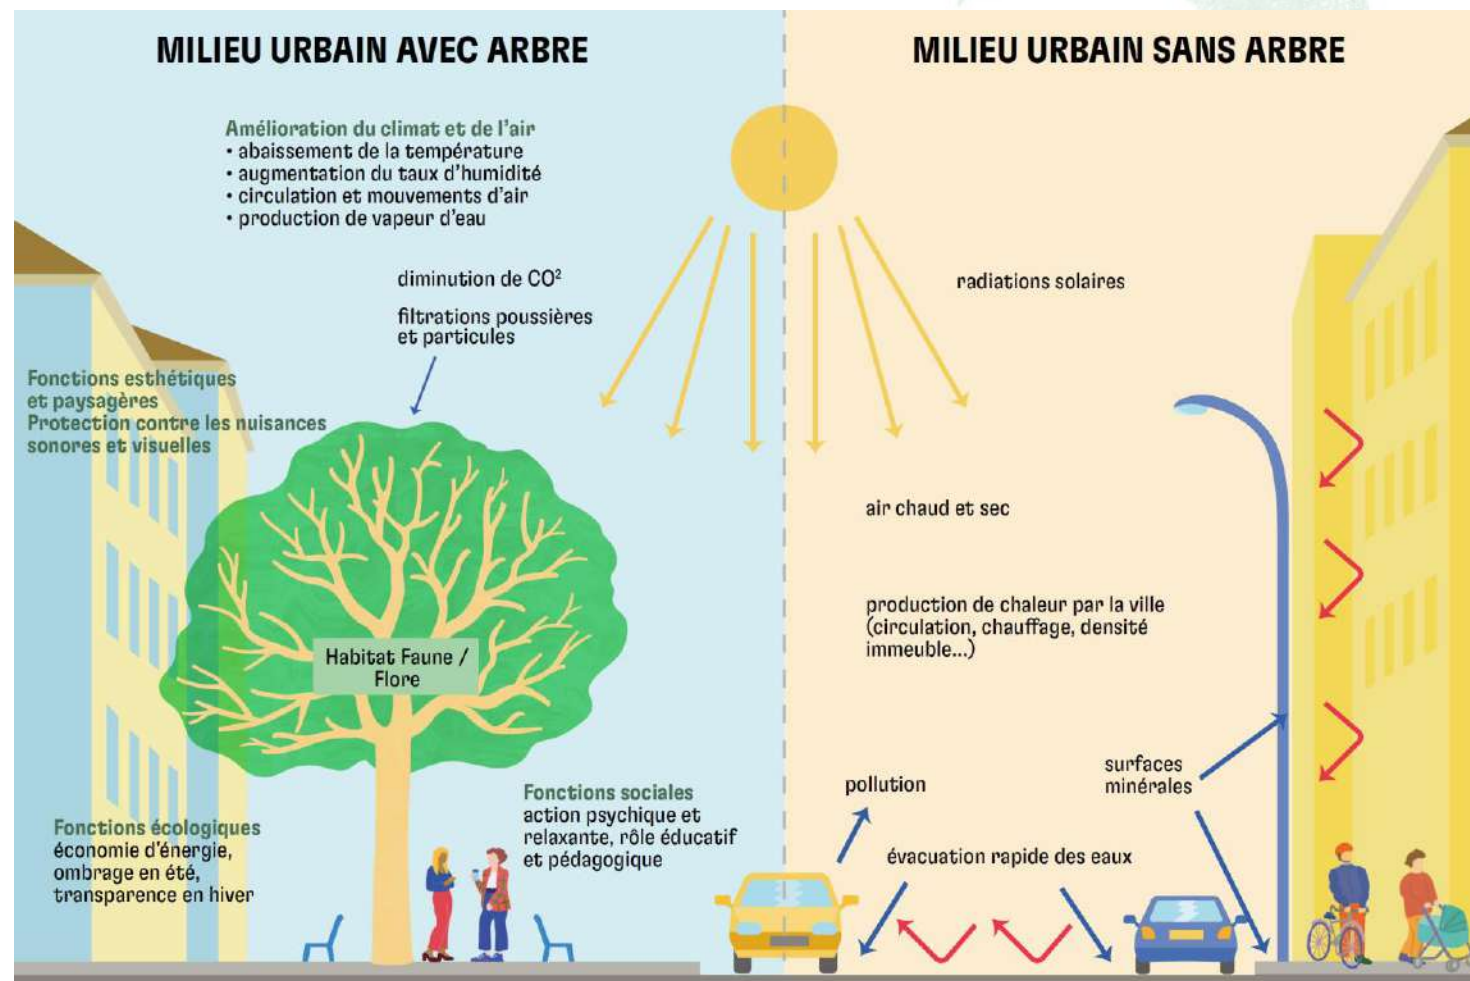 MILIEU URBAIN AVEC ARBRE
Amélioration du climat et de l'air
• abaissement de la température
• augmentation du taux d'humidité
• circulation et mouvements d'air
• production de vapeur d'eau
diminution de CO²
filtrations poussières
et particules
Fonctions esthétiques
et paysagères
Protection contre les nuisances
sonores et visuelles
Habitat Faune /
Flore
Fonctions sociales
action psychique et
relaxante, rôle éducatif
et pédagogique
Fonctions écologiques
économie d'énergie,
ombrage en été,
transparence en hiver
MILIEU URBAIN SANS ARBRE
radiations solaires
air chaud et sec
production de chaleur par la ville
(circulation, chauffage, densité
immeuble...)
surfaces
minérales
pollution
évacuation rapide des eaux